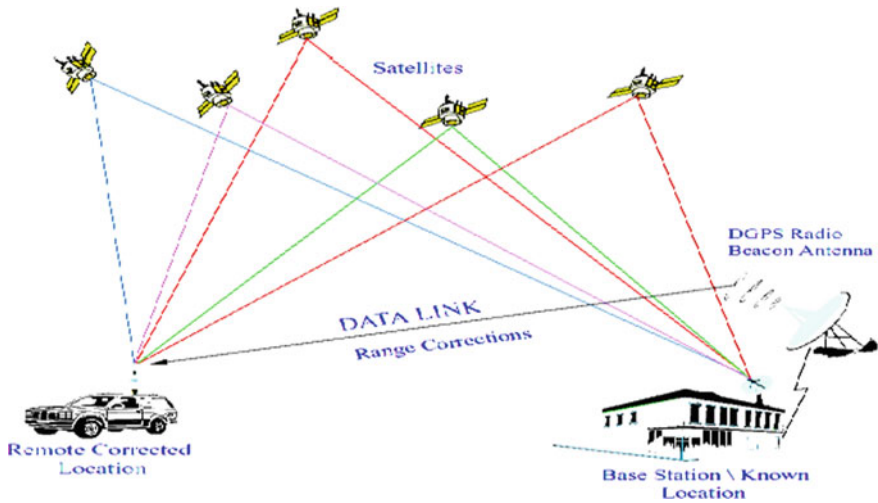 Satellites
DGPS Radio
Beacon Antenna
DATA LINK
Range Corrections
Remote Corrected
Location
Base Station \ Known
Location